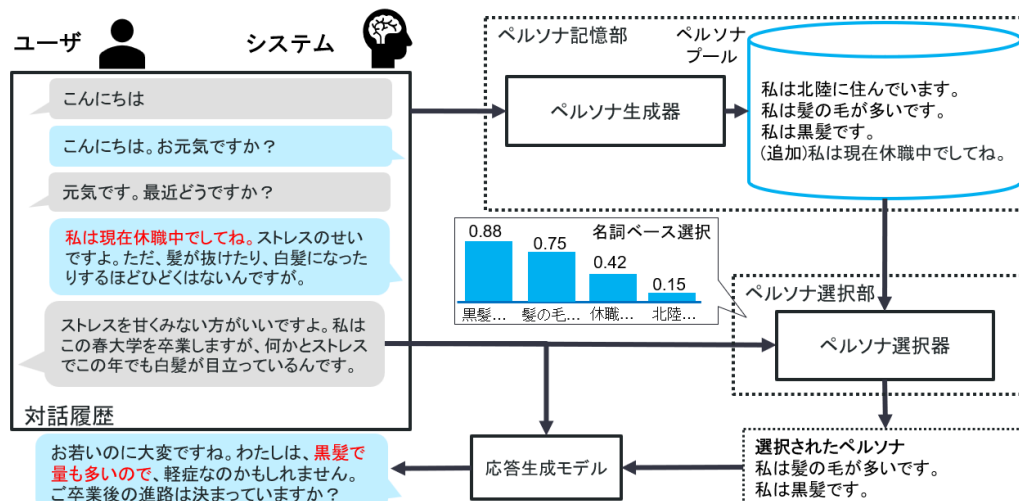 ユーザ
システム
こんにちは
こんにちは。お元気ですか？
元気です。最近どうですか？
私は現在休職中でしてね。ストレスのせい
ですよ。ただ、髪が抜けたり、白髪になった
りするほどひどくはないんですが。
ストレスを甘くみない方がいいですよ。私は
この春大学を卒業しますが、何かとストレス
でこの年でも白髪が目立っているんです。
対話履歴
お若いのに大変ですね。わたしは、黒髪で
量も多いので、軽症なのかもしれません。
ご卒業後の進路は決まっていますか？
ペルソナ記憶部
ペルソナ
プール
ペルソナ生成器
私は北陸に住んでいます。
私は髪の毛が多いです。
私は黒髪です。
(追加)私は現在休職中でしてね。
名詞ベース選択
0.88
0.75
0.42
0.15
黒髪…
髪の毛…
休職…
北陸…
ペルソナ選択部
ペルソナ選択器
選択されたペルソナ
私は髪の毛が多いです。
私は黒髪です。
応答生成モデル